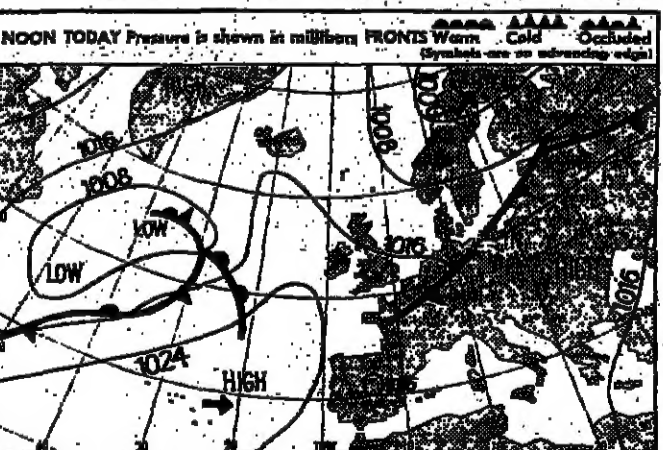 NOON TODAY Pressure is shown in millibars FRONTS Warm Cold Occluded
(Symbols are on advancing edge)
1008
1016
1008
LOW
1016
LOW
1016
1024
HIGH